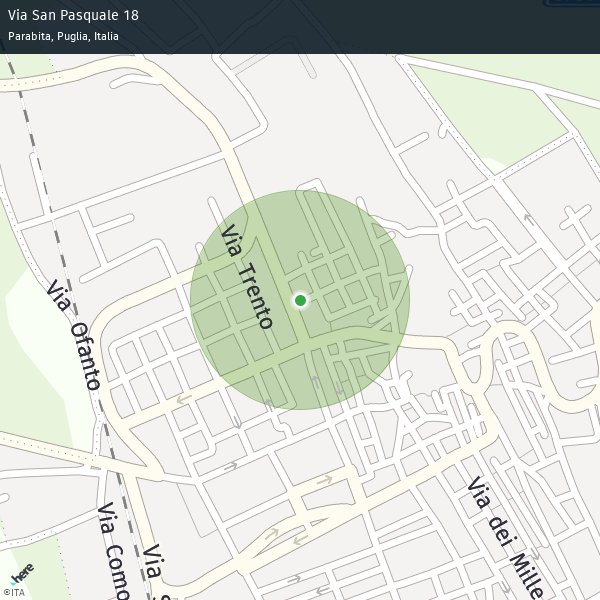 Via San Pasquale 18
Parabita, Puglia, Italia
Via Trento
Via Ofanto
Via dei Mille
Via Como
Via
here
©ITA